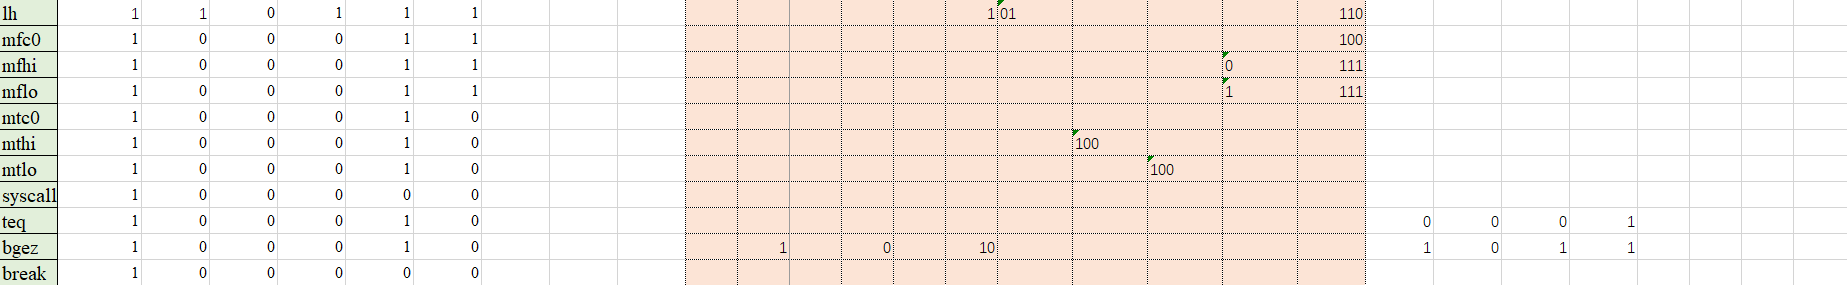 lh 1 1 0 1 1 1 1 01 110
mfc0 1 0 0 0 1 1 100
mfhi 1 0 0 0 1 1 0 111
mflo 1 0 0 0 1 1 1 111
mtc0 1 0 0 0 1 0
mthi 1 0 0 0 1 0 100
mtlo 1 0 0 0 1 0 100
syscall 1 0 0 0 0 0
teq 1 0 0 0 1 0 0 0 0 1
bgez 1 0 0 0 1 0 1 0 10 1 0 1 1
break 1 0 0 0 0 0